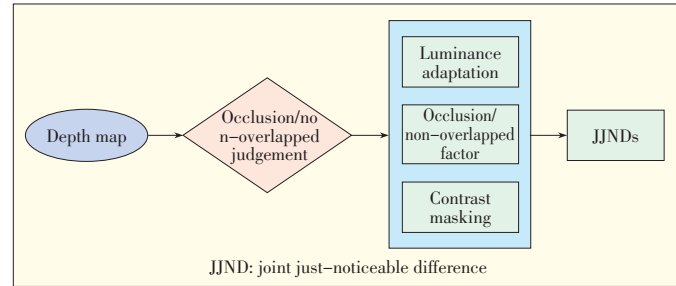 Depth map
Occlusion/no
n-overlapped
judgement
Luminance
adaptation
Occlusion/
non-overlapped
factor
Contrast
masking
JJNDs
JJND: joint just-noticeable difference